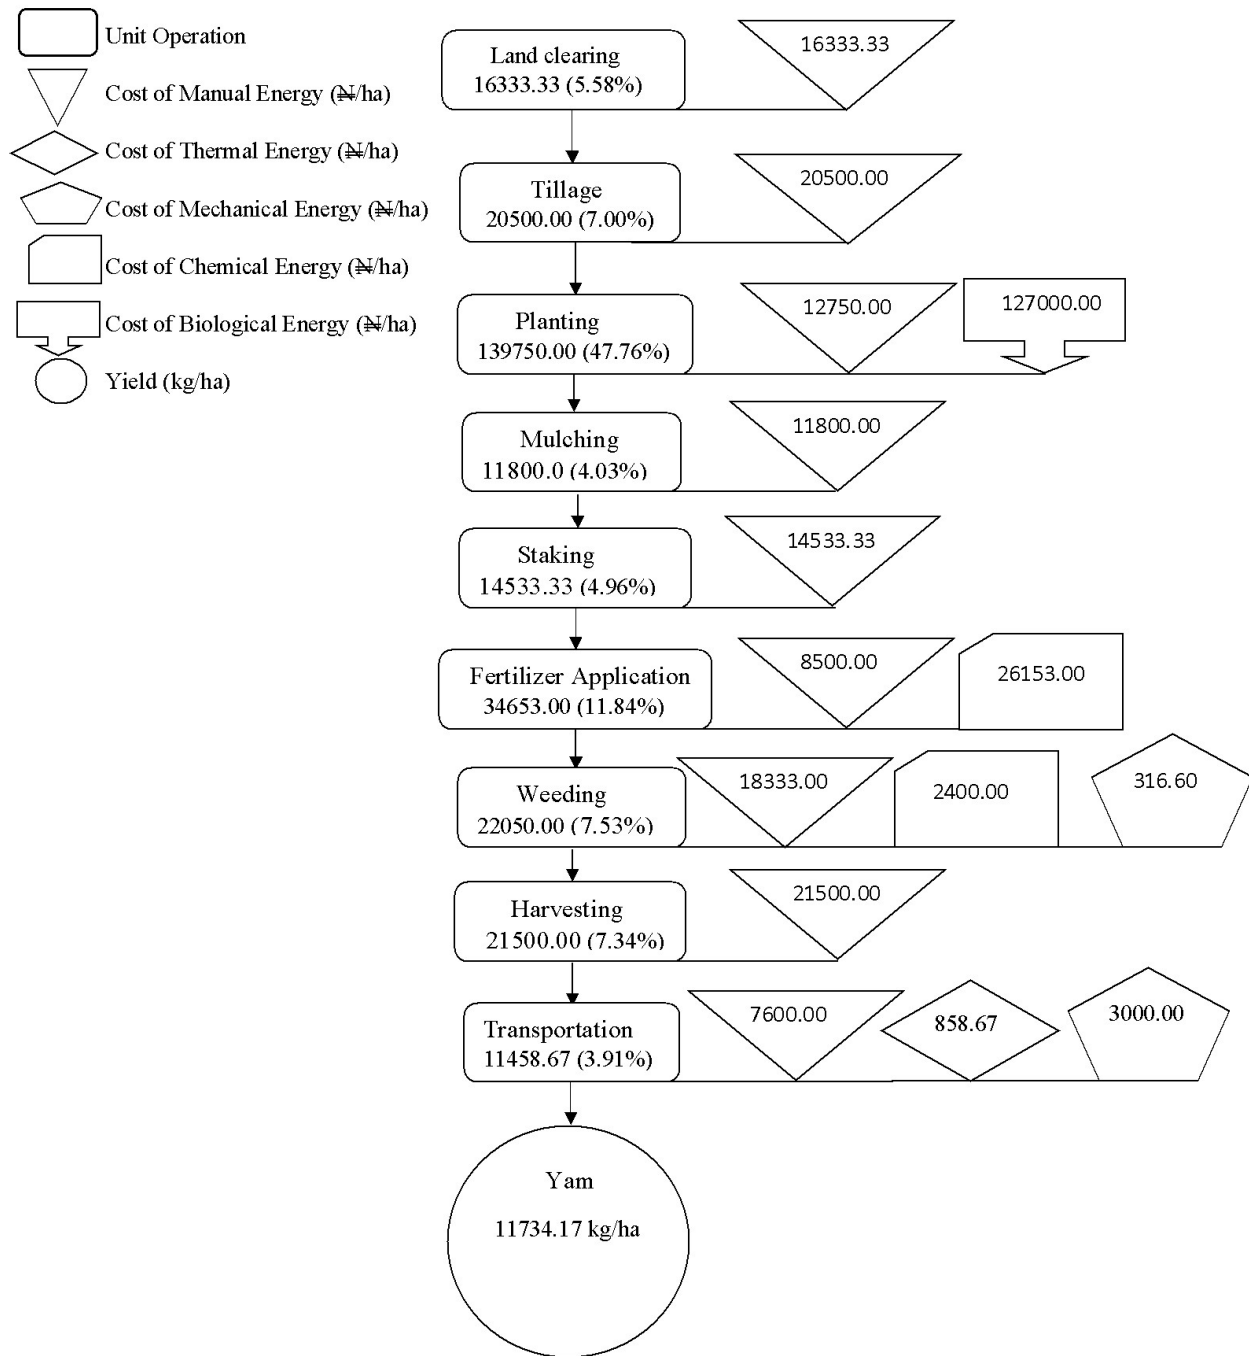 Unit Operation
Cost of Manual Energy (₦/ha)
Cost of Thermal Energy (₦/ha)
Cost of Mechanical Energy (₦/ha)
Cost of Chemical Energy (₦/ha)
Cost of Biological Energy (₦/ha)
Yield (kg/ha)
Land clearing
16333.33 (5.58%)
16333.33
Tillage
20500.00 (7.00%)
20500.00
Planting
139750.00 (47.76%)
12750.00
127000.00
Mulching
11800.0 (4.03%)
11800.00
Staking
14533.33 (4.96%)
14533.33
Fertilizer Application
34653.00 (11.84%)
8500.00
26153.00
Weeding
22050.00 (7.53%)
18333.00
2400.00
316.60
Harvesting
21500.00 (7.34%)
21500.00
Transportation
11458.67 (3.91%)
7600.00
858.67
3000.00
Yam
11734.17 kg/ha